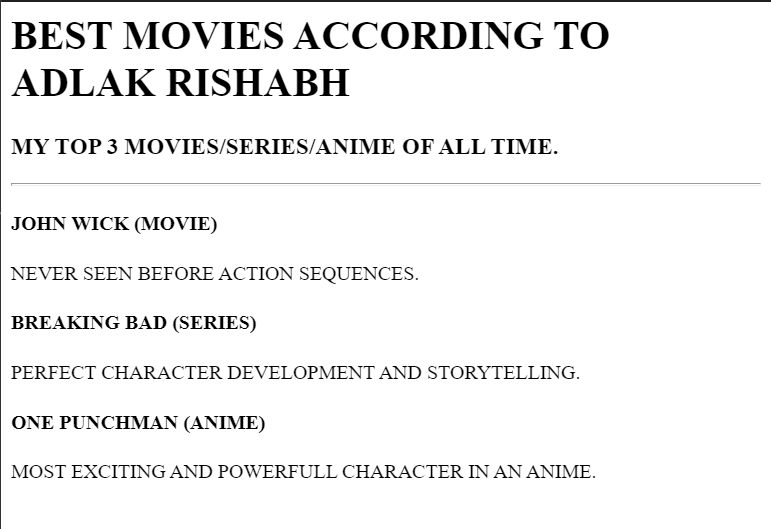 BEST MOVIES ACCORDING TO
ADLAK RISHABH
MY TOP 3 MOVIES/SERIES/ANIME OF ALL TIME.
JOHN WICK (MOVIE)
NEVER SEEN BEFORE ACTION SEQUENCES.
BREAKING BAD (SERIES)
PERFECT CHARACTER DEVELOPMENT AND STORYTELLING.
ONE PUNCHMAN (ANIME)
MOST EXCITING AND POWERFULL CHARACTER IN AN ANIME.